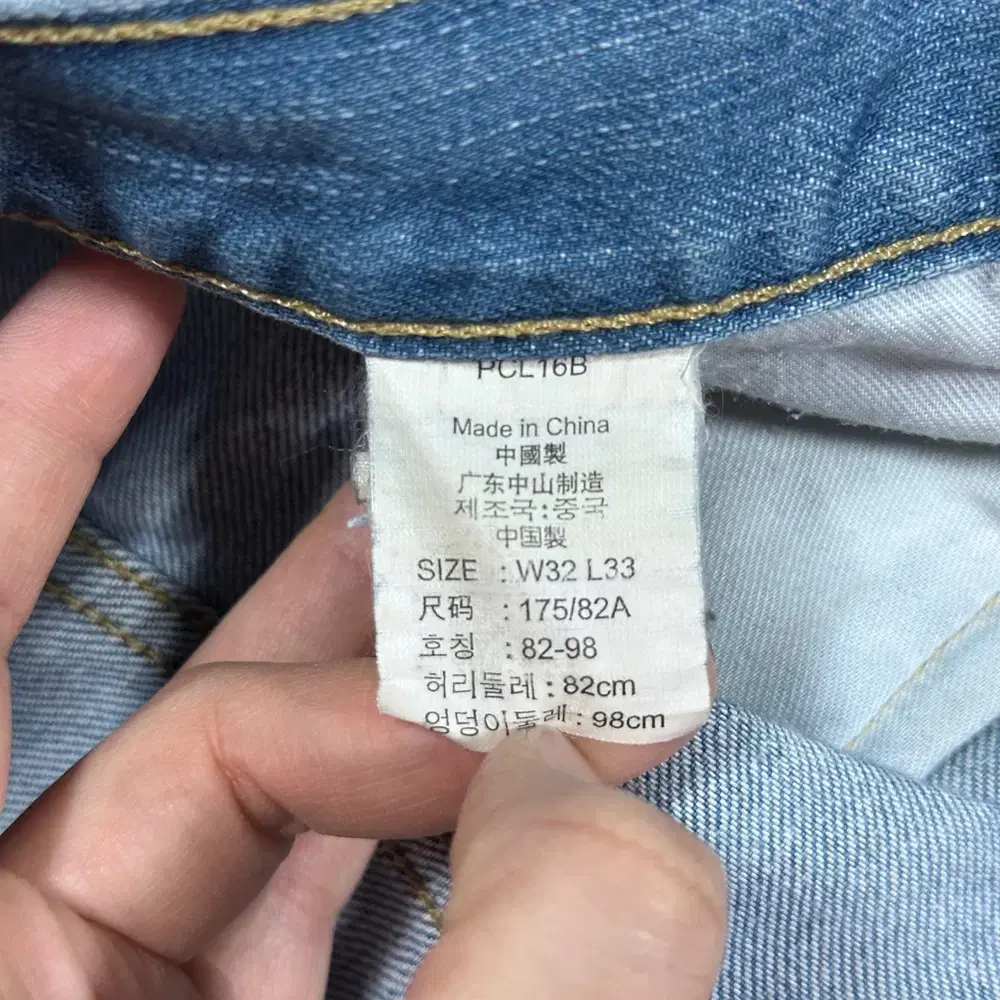 PCL16B
Made in China
中國製
广东中山制造
제조국:중국
中国製
SIZE : W32 L33
尺码 : 175/82A
호칭 : 82-98
허리둘레 : 82cm
엉덩이둘레 : 98cm